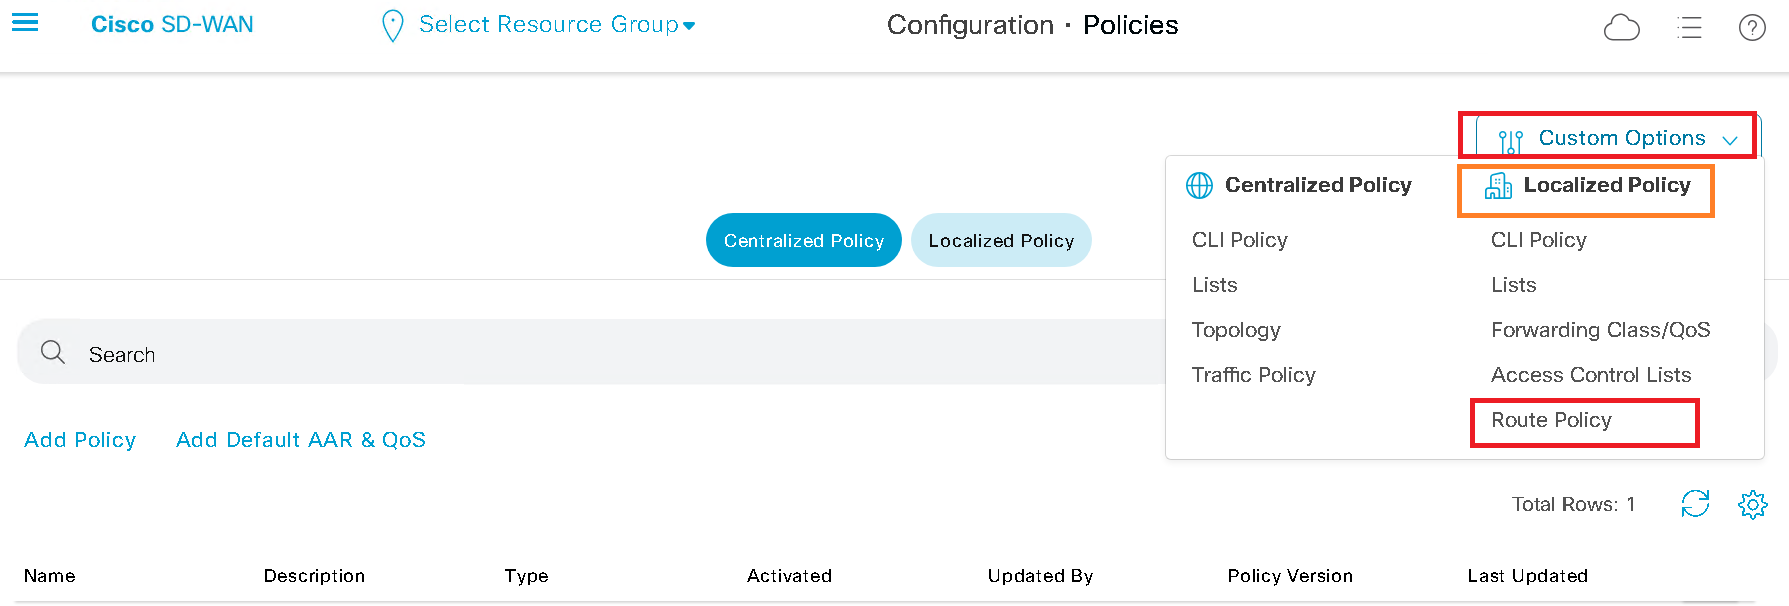 Cisco SD-WAN
Select Resource Group
Configuration · Policies
Custom Options
Centralized Policy
CLI Policy
Lists
Topology
Traffic Policy
Localized Policy
CLI Policy
Lists
Forwarding Class/QoS
Access Control Lists
Route Policy
Centralized Policy
Localized Policy
Search
Add Policy
Add Default AAR & QoS
Total Rows: 1
Name Description Type Activated Updated By Policy Version Last Updated